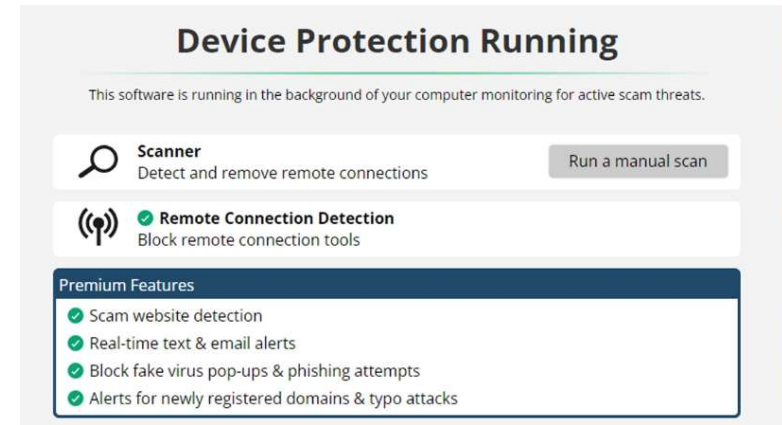 Device Protection Running
This software is running in the background of your computer monitoring for active scam threats.
Scanner
Detect and remove remote connections
Run a manual scan
Remote Connection Detection
Block remote connection tools
Premium Features
Scam website detection
Real-time text & email alerts
Block fake virus pop-ups & phishing attempts
Alerts for newly registered domains & typo attacks